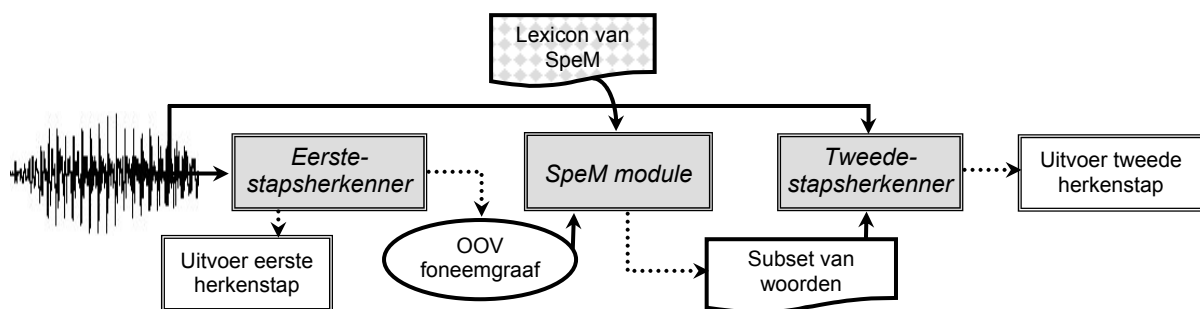 Lexicon van
SpeM
Eerste-
stapsherkenner
SpeM module
Tweede-
stapsherkenner
Uitvoer tweede
herkenstap
Uitvoer eerste
herkenstap
OOV
foneemgraaf
Subset van
woorden